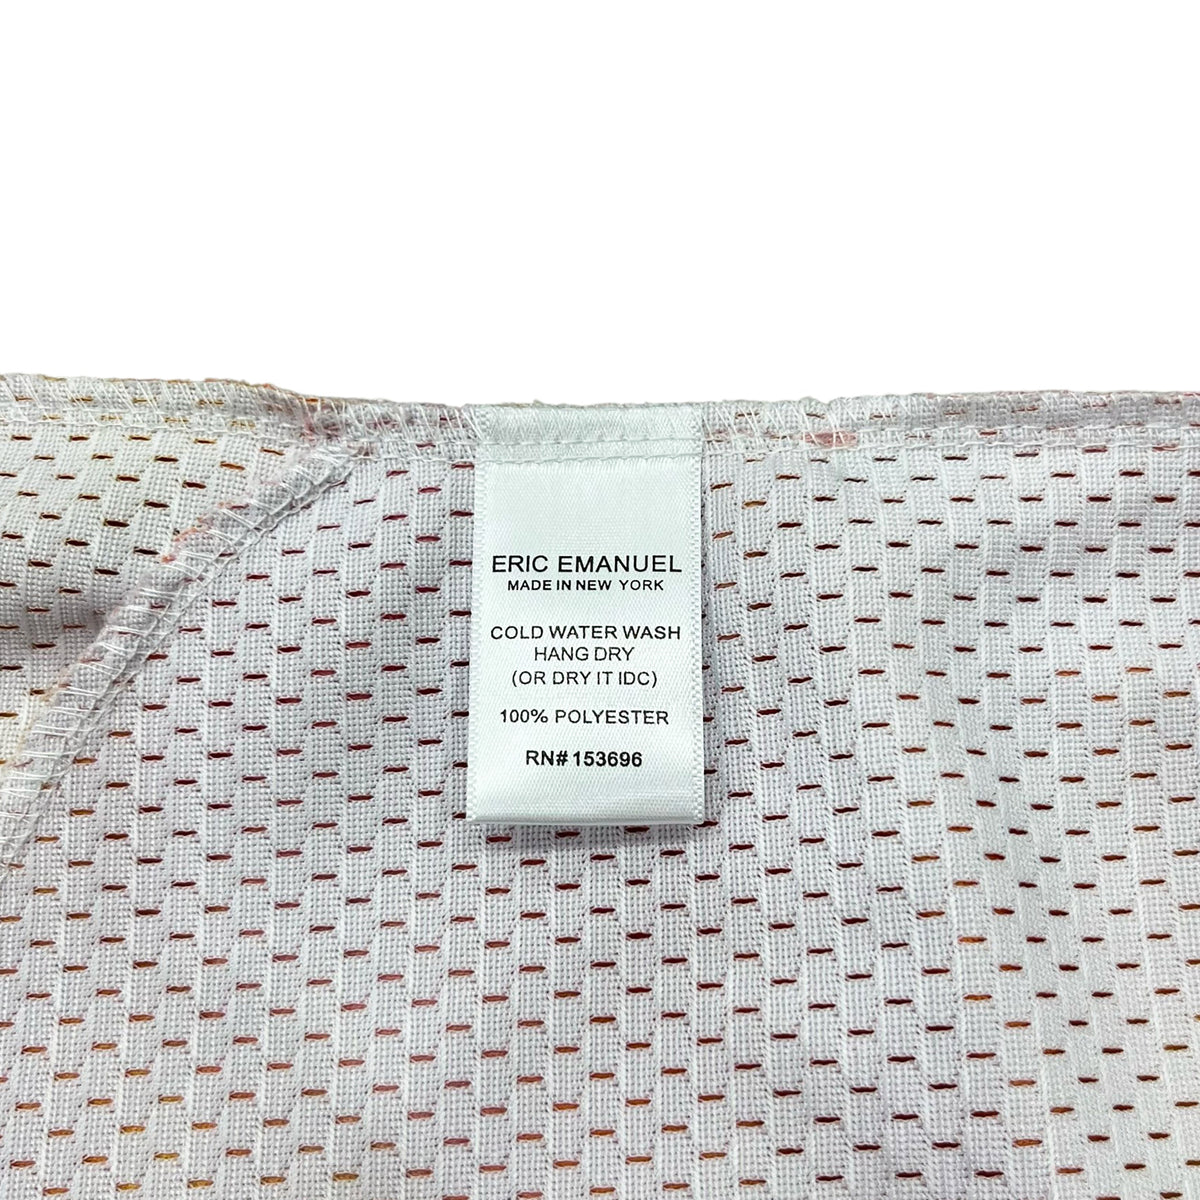 ERIC EMANUEL
MADE IN NEW YORK
COLD WATER WASH
HANG DRY
(OR DRY IT IDC)
100% POLYESTER
RN# 153696